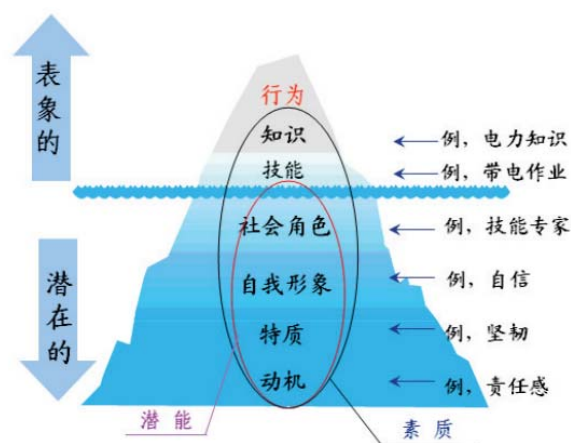 表象的
行为
知识
例，电力知识
技能
例，带电作业
社会角色
例，技能专家
潜在的
自我形象
例，自信
特质
例，坚韧
动机
例，责任感
潜能
素质